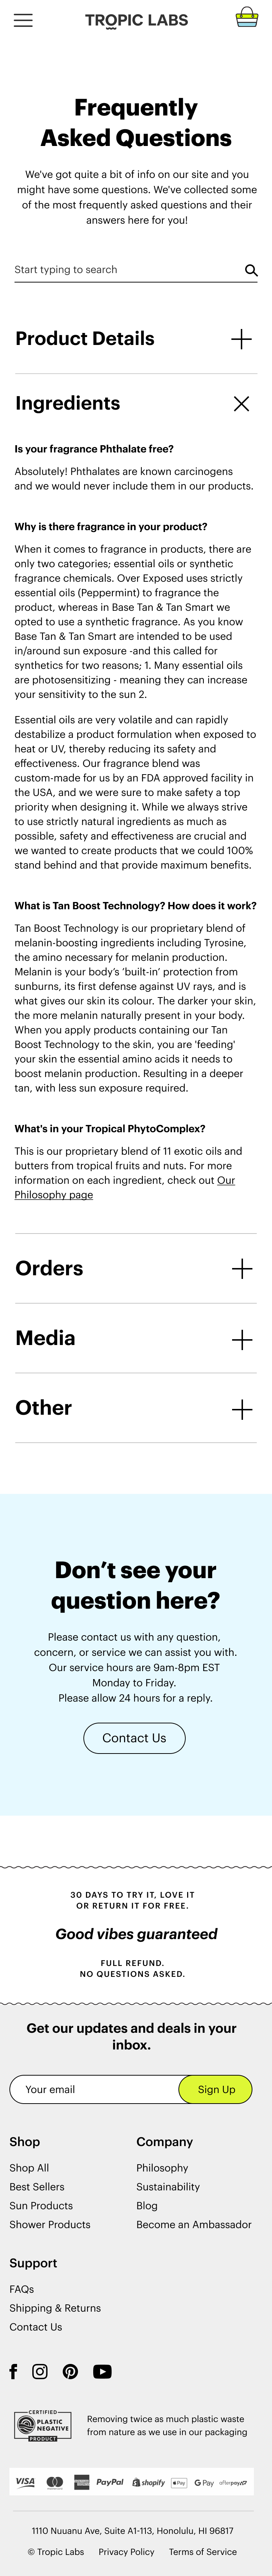 TROPIC LABS
Frequently
Asked Questions
We've got quite a bit of info on our site and you
might have some questions. We've collected some
of the most frequently asked questions and their
answers here for you!
Start typing to search
Product Details
Ingredients
Is your fragrance Phthalate free?
Absolutely! Phthalates are known carcinogens
and we would never include them in our products.
Why is there fragrance in your product?
When it comes to fragrance in products, there are
only two categories; essential oils or synthetic
fragrance chemicals. Over Exposed uses strictly
essential oils (Peppermint) to fragrance the
product, whereas in Base Tan & Tan Smart we
opted to use a synthetic fragrance. As you know
Base Tan & Tan Smart are intended to be used
in/around sun exposure -and this called for
synthetics for two reasons; 1. Many essential oils
are photosensitizing - meaning they can increase
your sensitivity to the sun 2.
Essential oils are very volatile and can rapidly
destabilize a product formulation when exposed to
heat or UV, thereby reducing its safety and
effectiveness. Our fragrance blend was
custom-made for us by an FDA approved facility in
the USA, and we were sure to make safety a top
priority when designing it. While we always strive
to use strictly natural ingredients as much as
possible, safety and effectiveness are crucial and
we wanted to create products that we could 100%
stand behind and that provide maximum benefits.
What is Tan Boost Technology? How does it work?
Tan Boost Technology is our proprietary blend of
melanin-boosting ingredients including Tyrosine,
the amino necessary for melanin production.
Melanin is your body's 'built-in' protection from
sunburns, its first defense against UV rays, and is
what gives our skin its colour. The darker your skin,
the more melanin naturally present in your body.
When you apply products containing our Tan
Boost Technology to the skin, you are 'feeding'
your skin the essential amino acids it needs to
boost melanin production. Resulting in a deeper
tan, with less sun exposure required.
What's in your Tropical PhytoComplex?
This is our proprietary blend of 11 exotic oils and
butters from tropical fruits and nuts. For more
information on each ingredient, check out Our
Philosophy page
Orders
Media
Other
Don't see your
question here?
Please contact us with any question,
concern, or service we can assist you with.
Our service hours are 9am-8pm EST
Monday to Friday.
Please allow 24 hours for a reply.
Contact Us
30 DAYS TO TRY IT, LOVE IT
OR RETURN IT FOR FREE.
Good vibes guaranteed
FULL REFUND.
NO QUESTIONS ASKED.
Get our updates and deals in your
inbox.
Your email Sign Up
Shop
Shop All
Best Sellers
Sun Products
Shower Products
Company
Philosophy
Sustainability
Blog
Become an Ambassador
Support
FAQs
Shipping & Returns
Contact Us
CERTIFIED
PLASTIC
NEGATIVE
PRODUCT
Removing twice as much plastic waste
from nature as we use in our packaging
VISA PayPal shopify Pay G Pay afterpay
1110 Nuuanu Ave, Suite A1-113, Honolulu, HI 96817
© Tropic Labs Privacy Policy Terms of Service